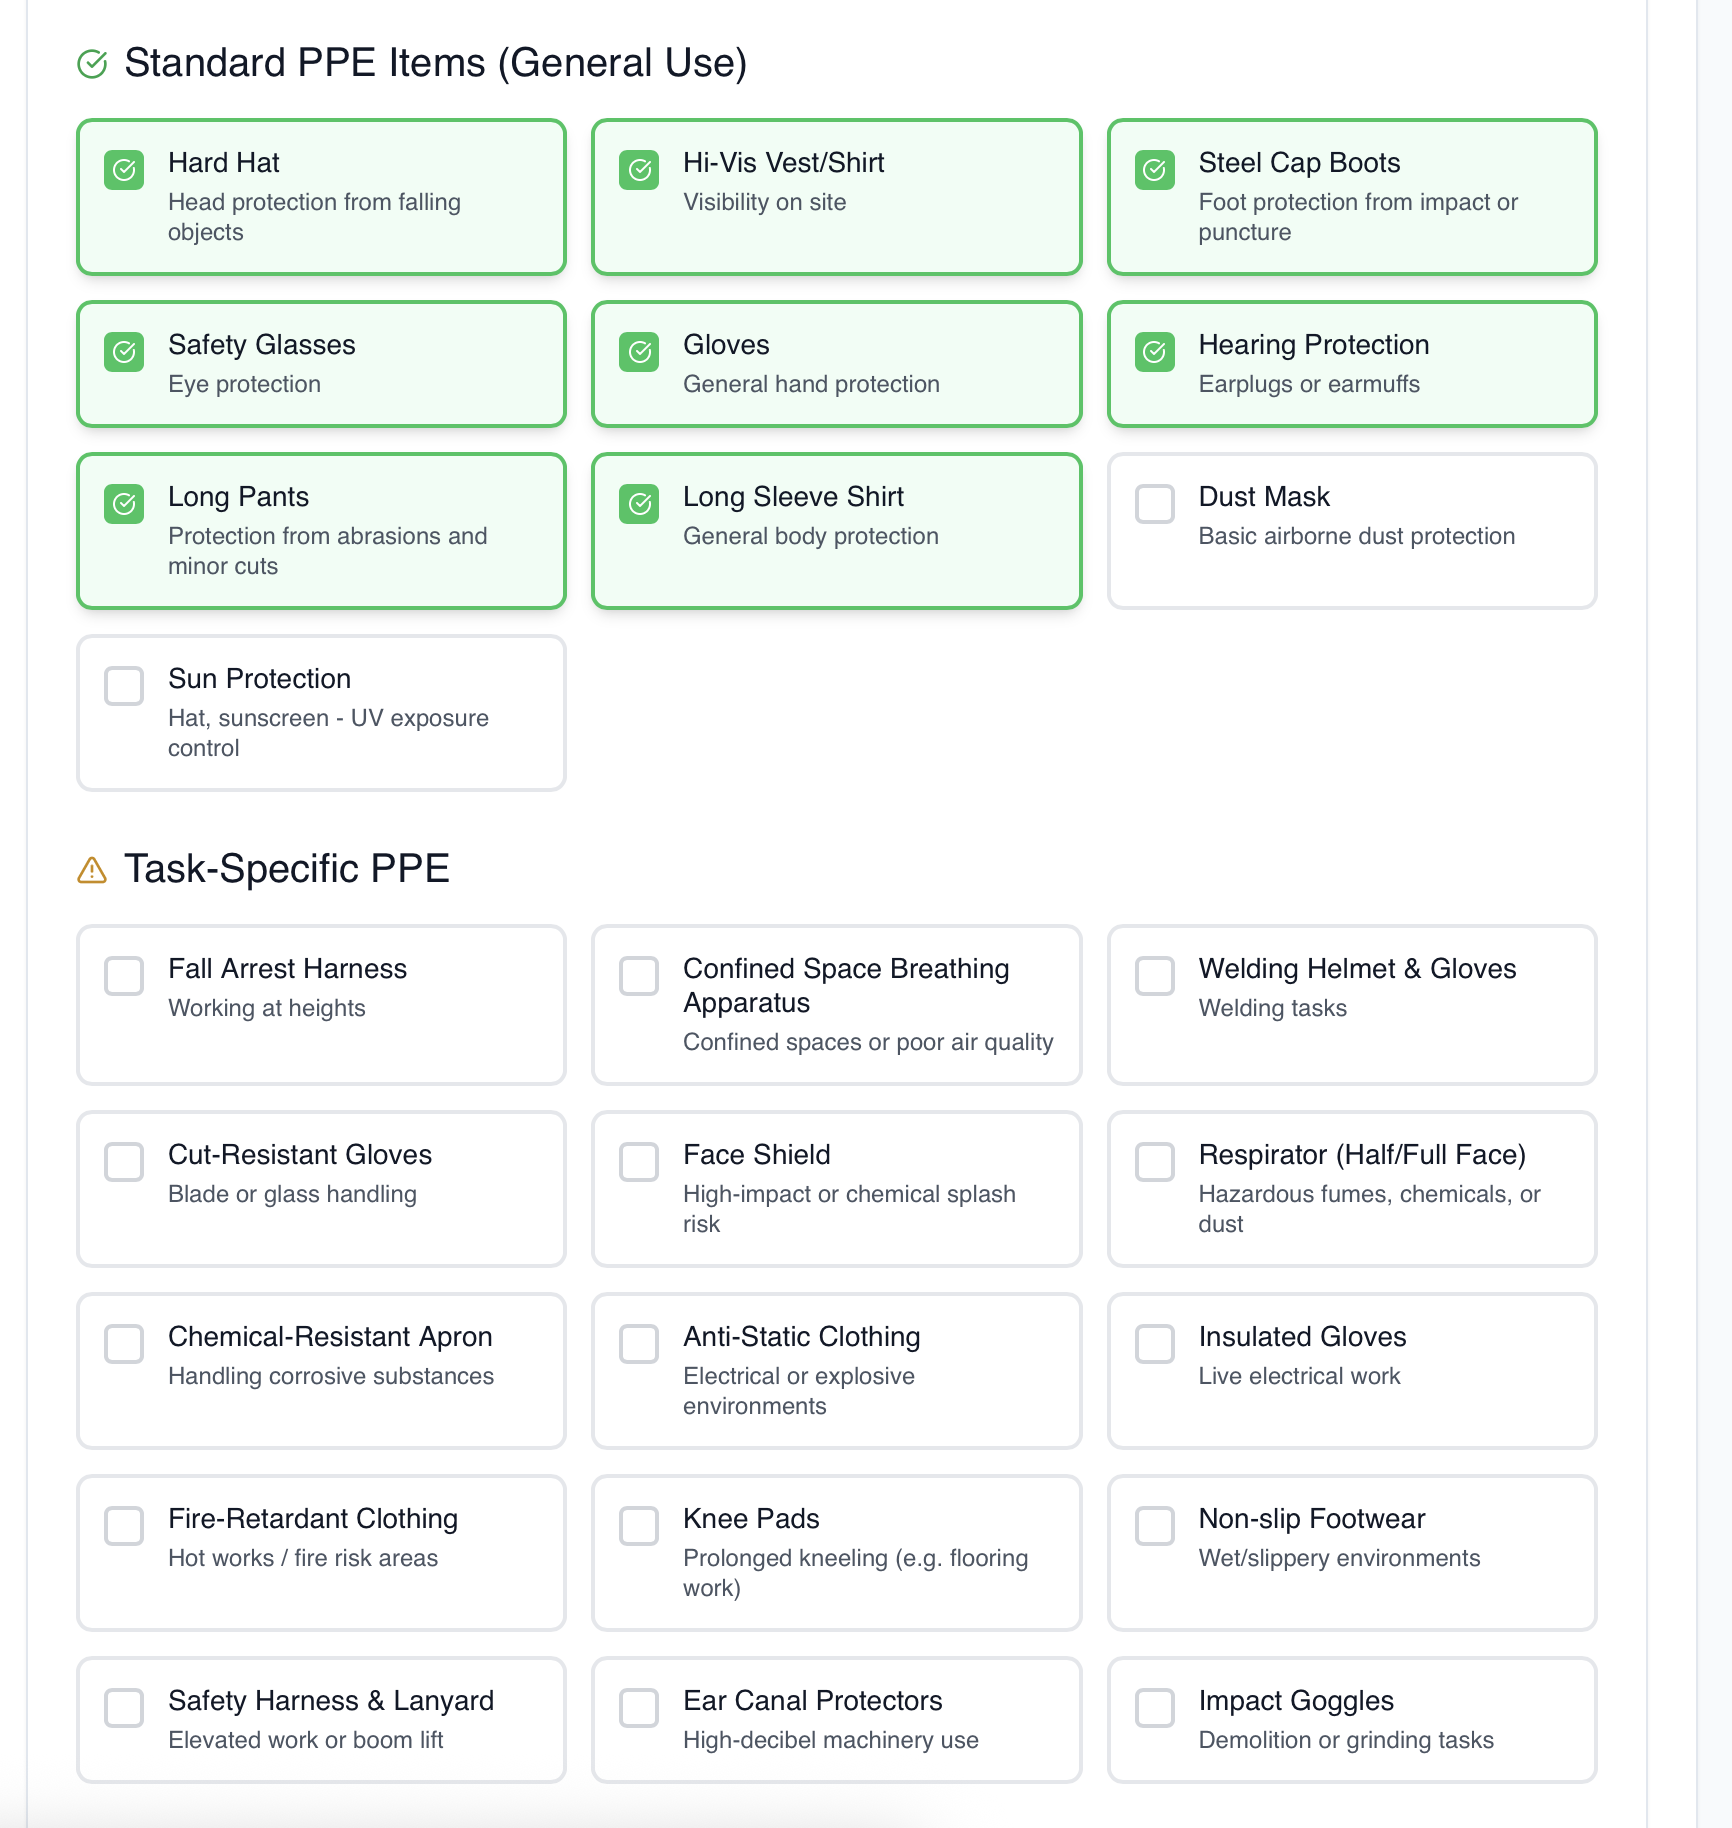 Standard PPE Items (General Use)
Hard Hat
Head protection from falling
objects
Hi-Vis Vest/Shirt
Visibility on site
Steel Cap Boots
Foot protection from impact or
puncture
Safety Glasses
Eye protection
Gloves
General hand protection
Hearing Protection
Earplugs or earmuffs
Long Pants
Protection from abrasions and
minor cuts
Long Sleeve Shirt
General body protection
Dust Mask
Basic airborne dust protection
Sun Protection
Hat, sunscreen - UV exposure
control
Task-Specific PPE
Fall Arrest Harness
Working at heights
Confined Space Breathing
Apparatus
Confined spaces or poor air quality
Welding Helmet & Gloves
Welding tasks
Cut-Resistant Gloves
Blade or glass handling
Face Shield
High-impact or chemical splash
risk
Respirator (Half/Full Face)
Hazardous fumes, chemicals, or
dust
Chemical-Resistant Apron
Handling corrosive substances
Anti-Static Clothing
Electrical or explosive
environments
Insulated Gloves
Live electrical work
Fire-Retardant Clothing
Hot works / fire risk areas
Knee Pads
Prolonged kneeling (e.g. flooring
work)
Non-slip Footwear
Wet/slippery environments
Safety Harness & Lanyard
Elevated work or boom lift
Ear Canal Protectors
High-decibel machinery use
Impact Goggles
Demolition or grinding tasks